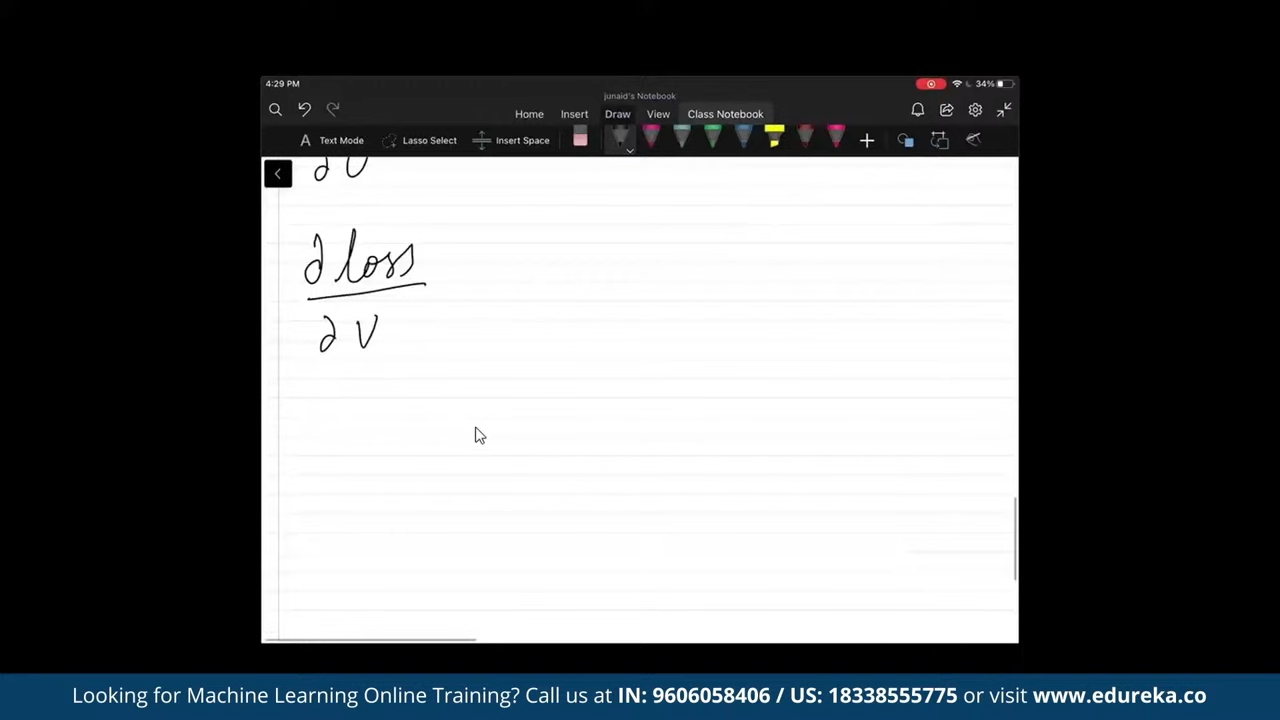 4:29 PM
34%
junaid's Notebook
Home Insert Draw View Class Notebook
A Text Mode Lasso Select Insert Space
∂ loss
∂ V
Looking for Machine Learning Online Training? Call us at IN: 9606058406 / US: 18338555775 or visit www.edureka.co